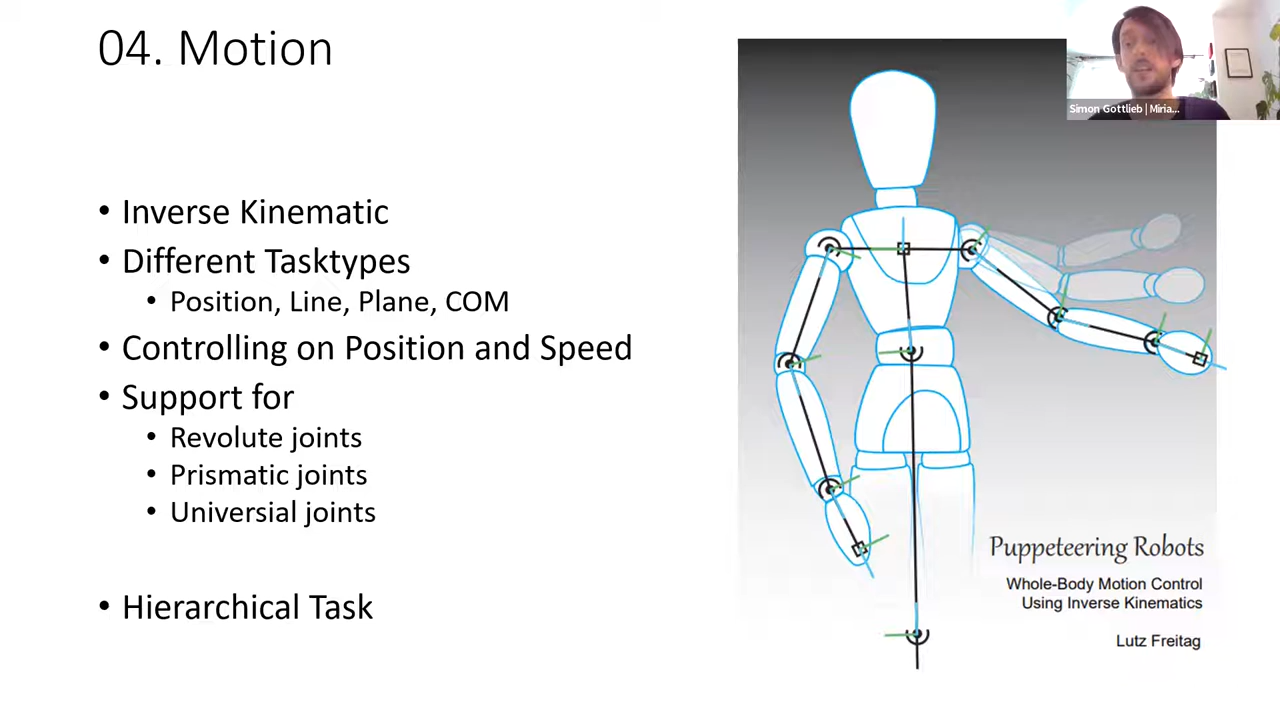 04. Motion
Simon Gottlieb | Miria...
• Inverse Kinematic
• Different Tasktypes
• Position, Line, Plane, COM
• Controlling on Position and Speed
• Support for
• Revolute joints
• Prismatic joints
• Universial joints
• Hierarchical Task
Puppeteering Robots
Whole-Body Motion Control
Using Inverse Kinematics
Lutz Freitag